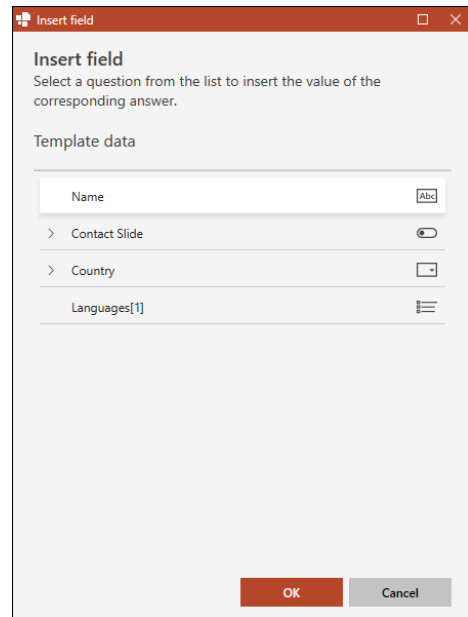 Insert field
Insert field
Select a question from the list to insert the value of the
corresponding answer.
Template data
Name Abc
Contact Slide
Country
Languages[1]
OK Cancel